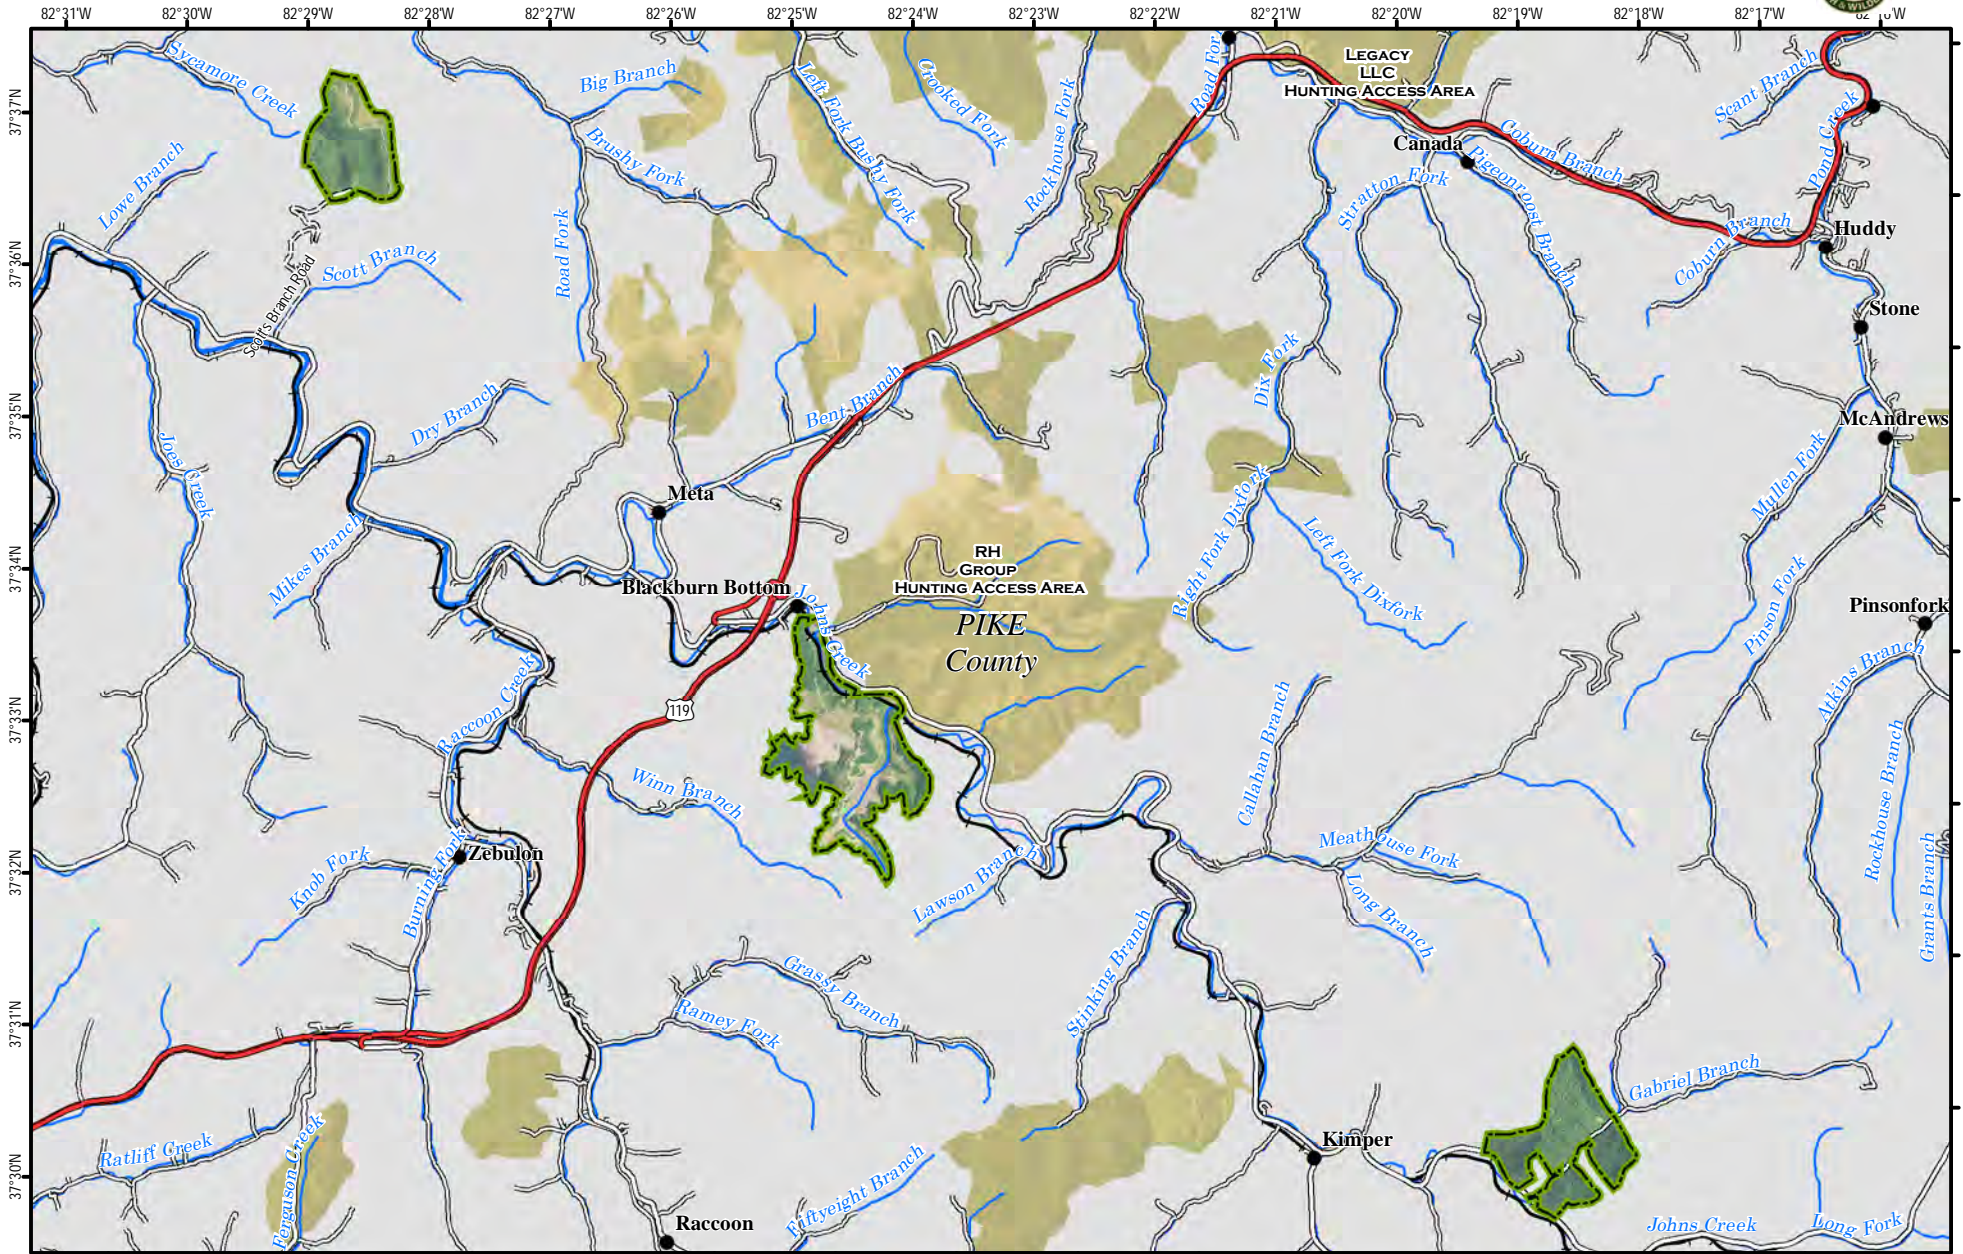 82°31'W 82°30'W 82°29'W 82°28'W 82°27'W 82°26'W 82°25'W 82°24'W 82°23'W 82°22'W 82°21'W 82°20'W 82°19'W 82°18'W 82°17'W
37°37'N
37°36'N
37°35'N
37°34'N
37°33'N
37°32'N
37°31'N
37°30'N
Sycamore Creek
Big Branch
Left Fork Bushy Fork
Crooked Fork
Rockhouse Fork
Road For
LEGACY
LLC
HUNTING ACCESS AREA
Scant Branch
Pond Creek
Lowe Branch
Brushy Fork
Canada
Coburn Branch
Stratton Fork
Pigeonroost Branch
Huddy
Coburn Branch
Scott Branch
Scott's Branch Road
Road Fork
Stone
Dix Fork
Bent Branch
Dry Branch
McAndrews
Joes Creek
Mullen Fork
Meta
Mikes Branch
Right Fork Dixfork
Left Fork Dixfork
RH
GROUP
HUNTING ACCESS AREA
Blackburn Bottom
Johns Creek
PIKE
County
Pinson Fork
Pinsonfork
Atkins Branch
Raccoon Creek
119
Winn Branch
Callahan Branch
Rockhouse Branch
Meathouse Fork
Zebulon
Knob Fork
Burning Fork
Lawson Branch
Long Branch
Grants Branch
Stinking Branch
Grassy Branch
Ramey Fork
Gabriel Branch
Kimper
Ratliff Creek
Ferguson Creek
Fiftyeight Branch
Raccoon
Johns Creek
Long Fork